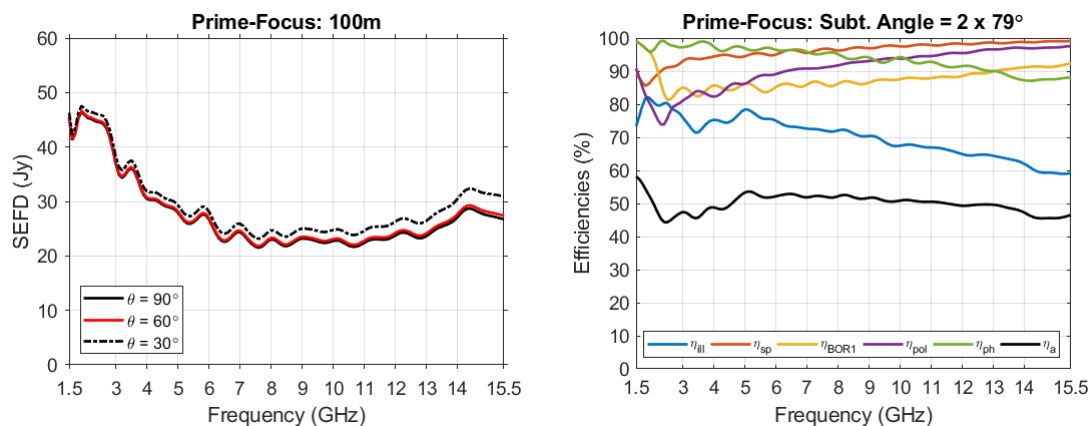 Prime-Focus: 100m
60
50
40
30
20
10
0
SEFD (Jy)
θ = 90°
θ = 60°
θ = 30°
1.5 3 4 5 6 7 8 9 10 11 12 13 14 15.5
Frequency (GHz)
Prime-Focus: Subt. Angle = 2 x 79°
100
90
80
70
60
50
40
30
20
10
0
Efficiencies (%)
η_ill η_sp η_BOR1 η_pol η_ph η_a
1.5 3 4 5 6 7 8 9 10 11 12 13 14 15.5
Frequency (GHz)